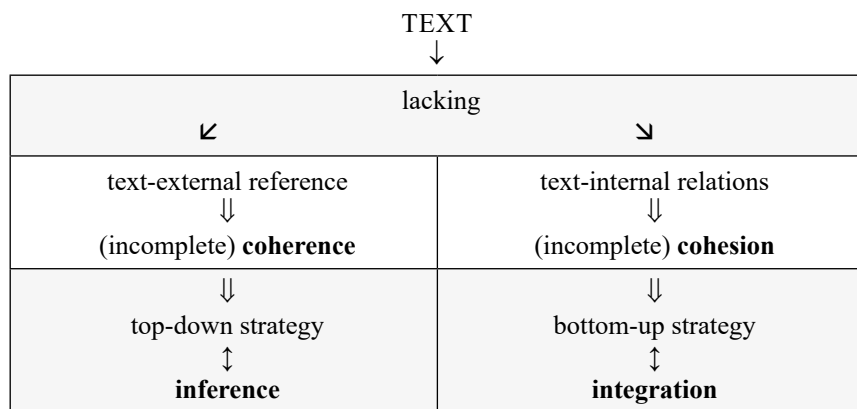 TEXT
↓
lacking
↙ ↘
text-external reference text-internal relations
⇓ ⇓
(incomplete) coherence (incomplete) cohesion
⇓ ⇓
top-down strategy bottom-up strategy
↕ ↕
inference integration